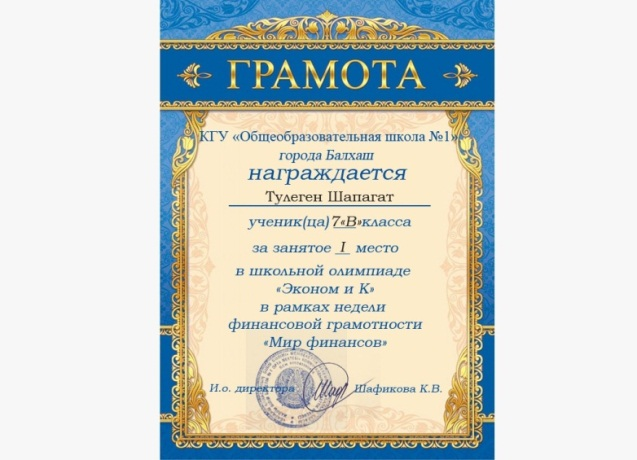 ГРАМОТА
КГУ «Общеобразовательная школа №1»
города Балхаш
награждается
Тулеген Шапагат
ученик(ца) 7«В» класса
за занятое I место
в школьной олимпиаде
«Эконом и К»
в рамках недели
финансовой грамотности
«Мир финансов»
И.о. директора Шафикова К.В.